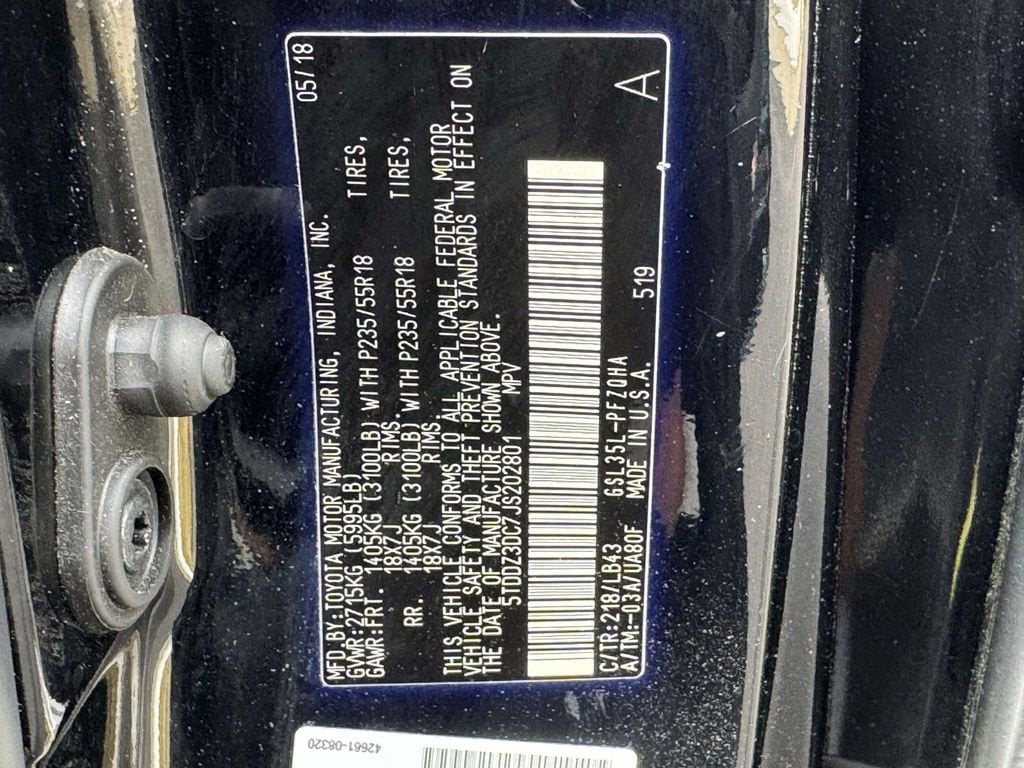 MFD.BY:TOYOTA MOTOR MANUFACTURING, INDIANA, INC. 05/18
GVWR:2715KG (5995LB)
GAWR:FRT. 1405KG (3100LB) WITH P235/55R18 TIRES,
18X7J RIMS
RR. 1405KG (3100LB) WITH P235/55R18 TIRES,
18X7J RIMS
THIS VEHICLE CONFORMS TO ALL APPLICABLE FEDERAL MOTOR
VEHICLE SAFETY AND THEFT PREVENTION STANDARDS IN EFFECT ON
THE DATE OF MANUFACTURE SHOWN ABOVE.
5TDDZ3DC7JS202801 MPV
C/TR:218/LB43 GSL35L-PFZQHA
A/TM:-03A/UA80F MADE IN U.S.A. 519 A
42661-08320